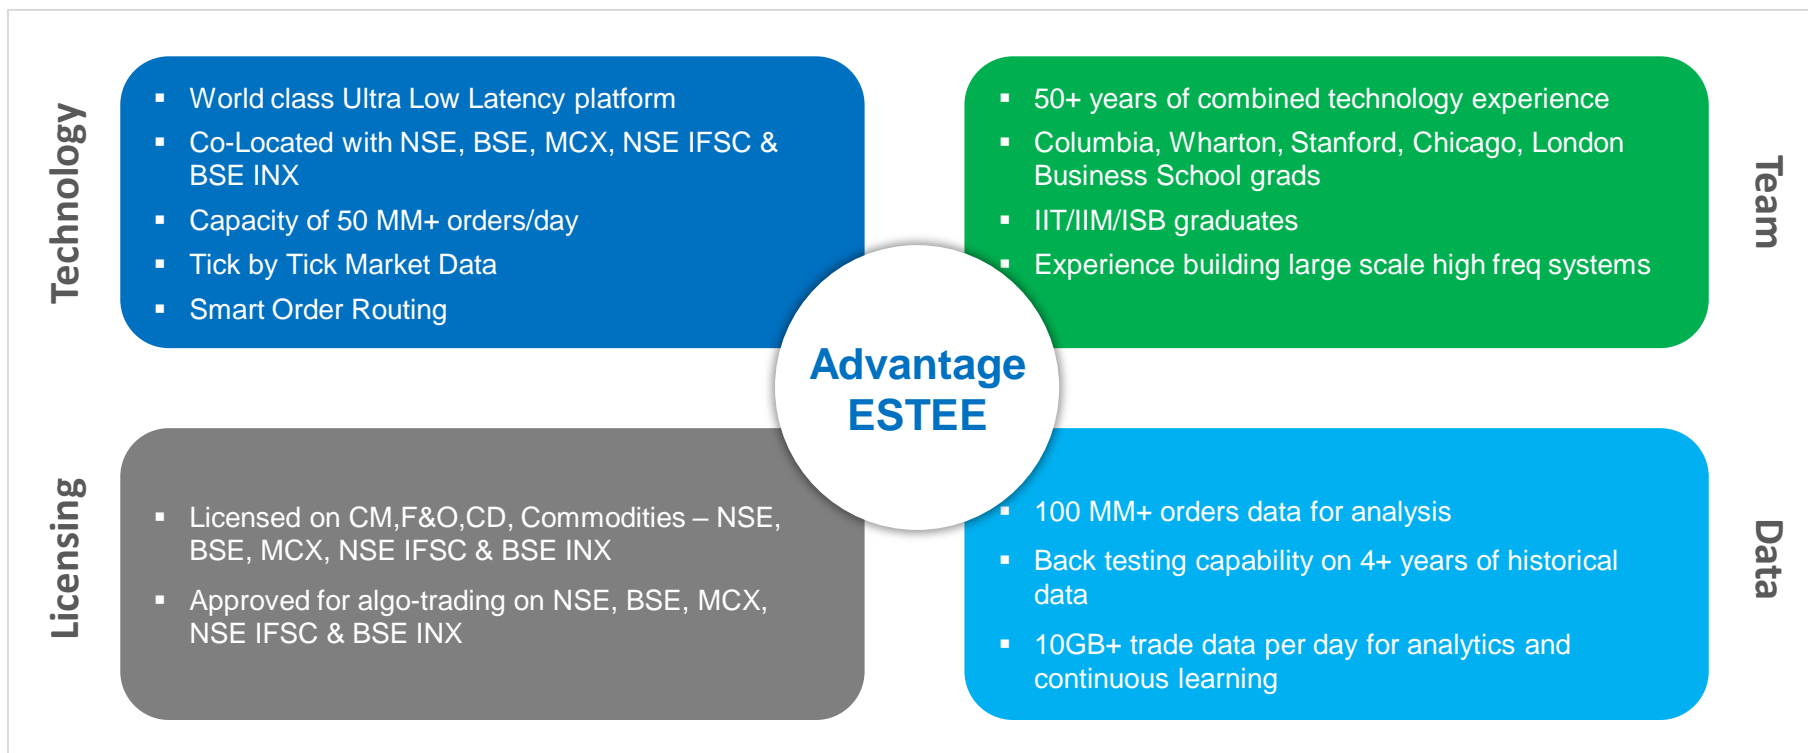 Technology
▪ World class Ultra Low Latency platform
▪ Co-Located with NSE, BSE, MCX, NSE IFSC &
BSE INX
▪ Capacity of 50 MM+ orders/day
▪ Tick by Tick Market Data
▪ Smart Order Routing
Team
▪ 50+ years of combined technology experience
▪ Columbia, Wharton, Stanford, Chicago, London
Business School grads
▪ IIT/IIM/ISB graduates
▪ Experience building large scale high freq systems
Advantage
ESTEE
Licensing
▪ Licensed on CM,F&O,CD, Commodities – NSE,
BSE, MCX, NSE IFSC & BSE INX
▪ Approved for algo-trading on NSE, BSE, MCX,
NSE IFSC & BSE INX
Data
▪ 100 MM+ orders data for analysis
▪ Back testing capability on 4+ years of historical
data
▪ 10GB+ trade data per day for analytics and
continuous learning